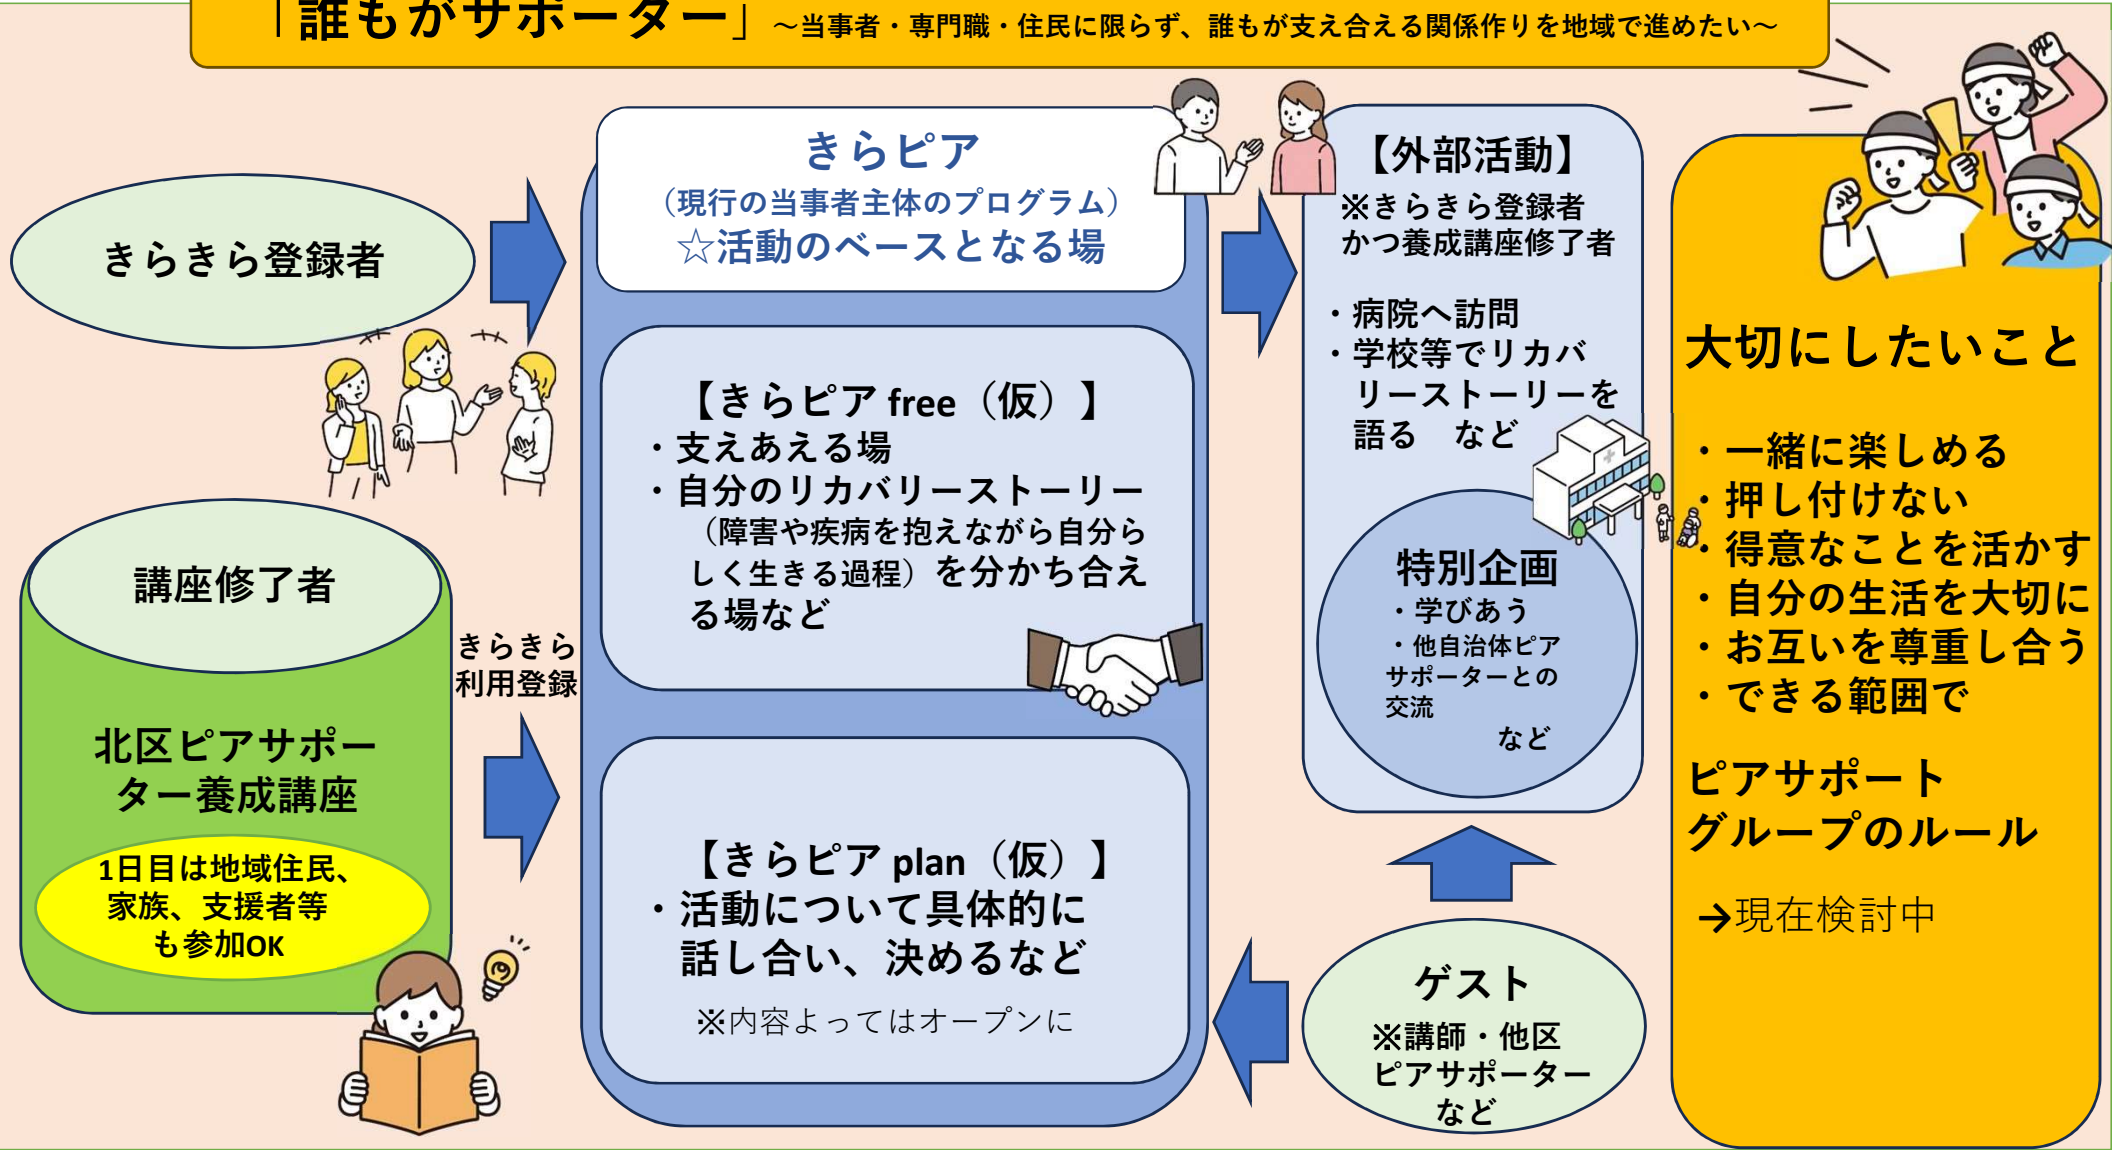 「誰もがサポーター」 ～当事者・専門職・住民に限らず、誰もが支え合える関係作りを地域で進めたい～
きらきら登録者
講座修了者
北区ピアサポー
ター養成講座
1日目は地域住民、
家族、支援者等
も参加OK
きらきら
利用登録
きらピア
（現行の当事者主体のプログラム）
☆活動のベースとなる場
【きらピア free（仮）】
・支えあえる場
・自分のリカバリーストーリー
（障害や疾病を抱えながら自分ら
しく生きる過程）を分かち合え
る場など
【きらピア plan（仮）】
・活動について具体的に
話し合い、決めるなど
※内容よってはオープンに
【外部活動】
※きらきら登録者
かつ養成講座修了者
・病院へ訪問
・学校等でリカバ
リーストーリーを
語る　など
特別企画
・学びあう
・他自治体ピア
サポーターとの
交流
など
ゲスト
※講師・他区
ピアサポーター
など
大切にしたいこと
・一緒に楽しめる
・押し付けない
・得意なことを活かす
・自分の生活を大切に
・お互いを尊重し合う
・できる範囲で
ピアサポート
グループのルール
→現在検討中